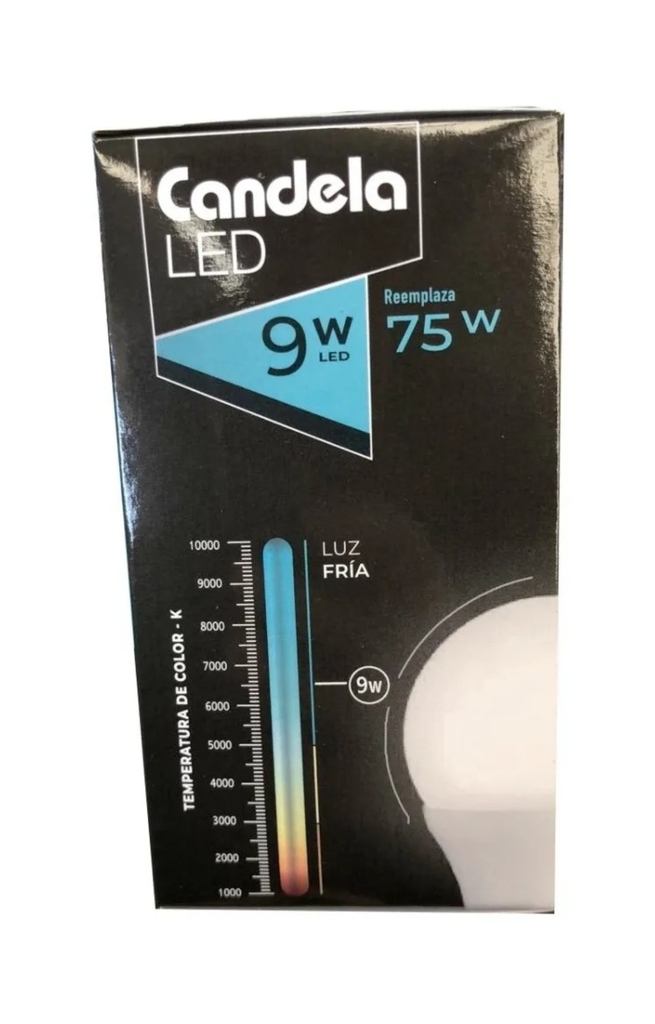 Candela
LED
9W
LED
Reemplaza
75W
LUZ
FRÍA
TEMPERATURA DE COLOR - K
10000
9000
8000
7000
6000
5000
4000
3000
2000
1000
9w